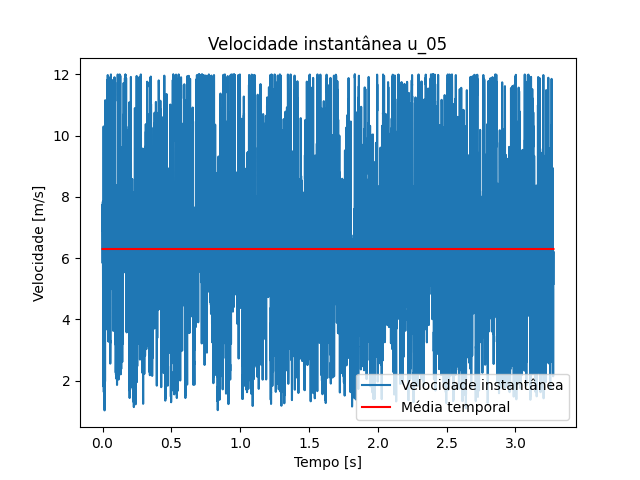 Velocidade instantânea u_05
Velocidade [m/s]
12
10
8
6
4
2
0.0 0.5 1.0 1.5 2.0 2.5 3.0
Tempo [s]
Velocidade instantânea
Média temporal